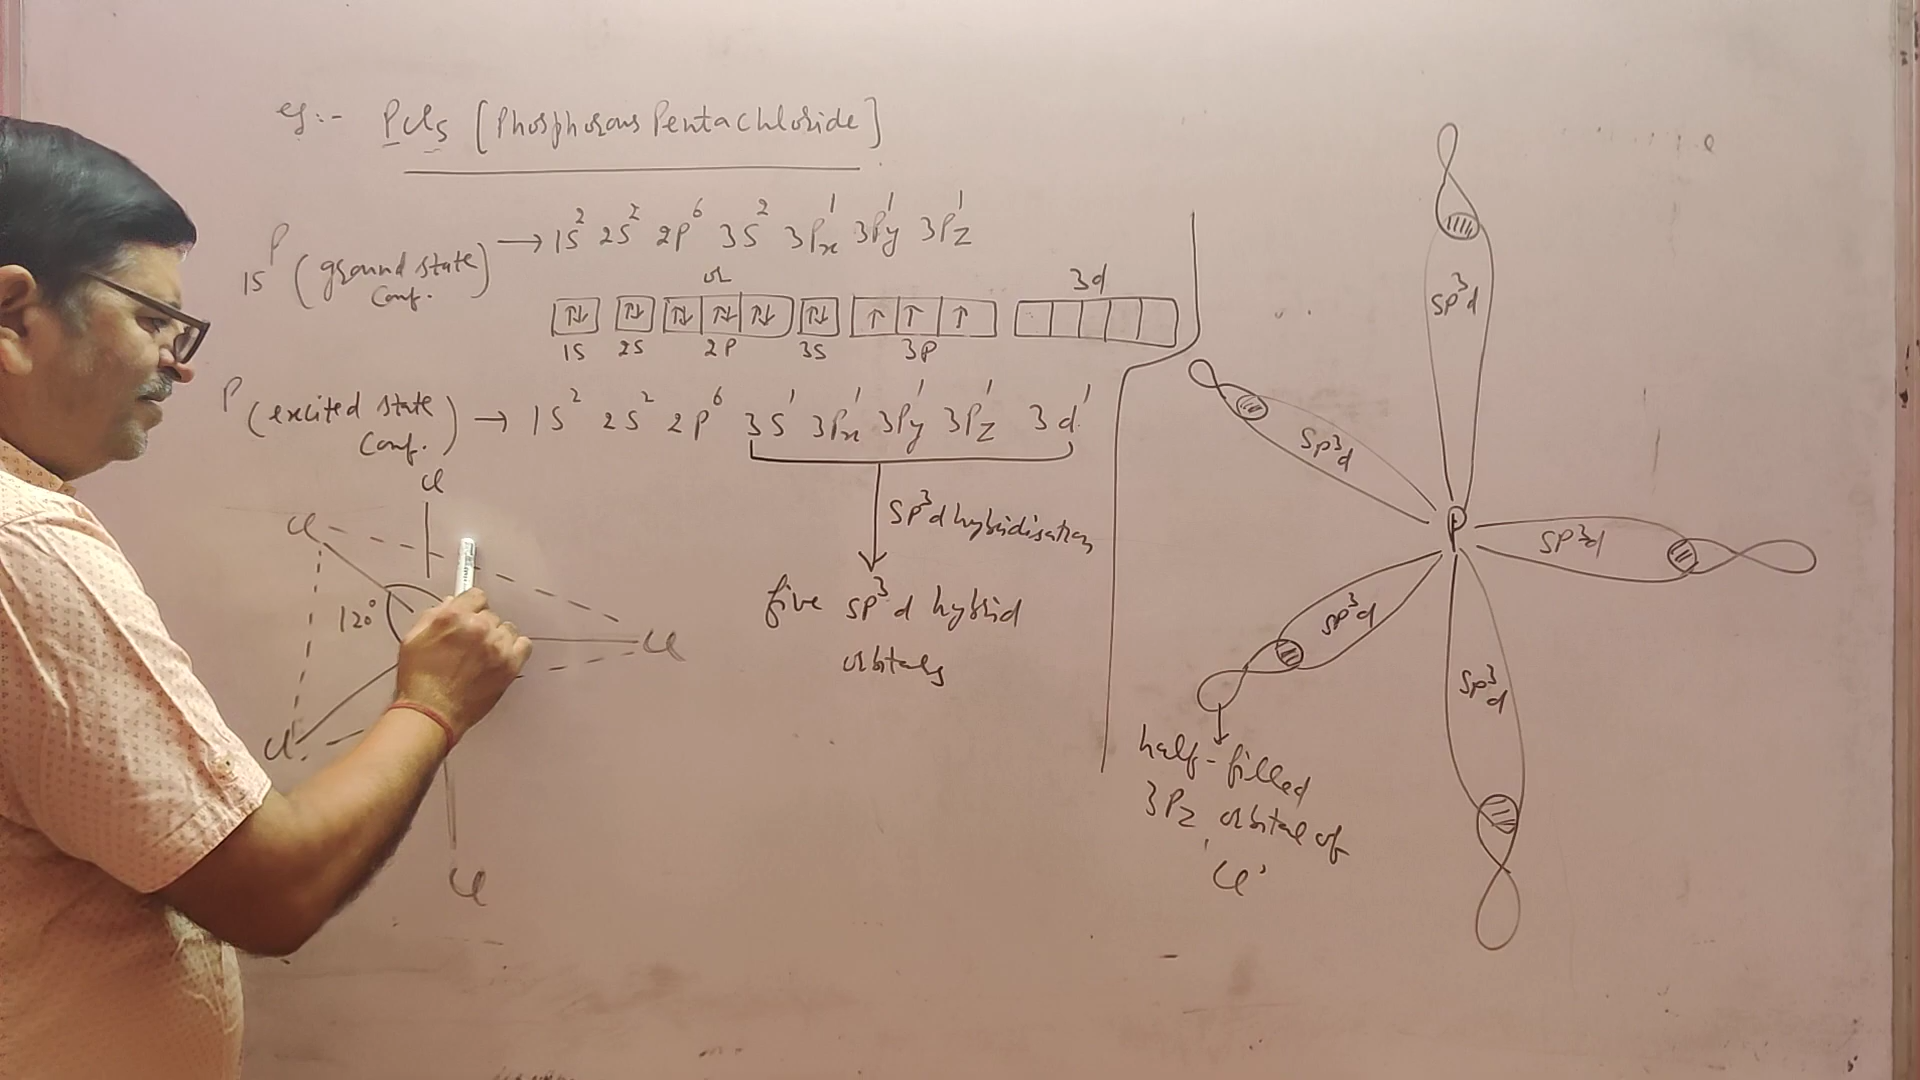 eg:- PCl5 [Phosphorous Pentachloride]
15P (ground state conf.) → 1S² 2S² 2P⁶ 3S² 3Px¹ 3Py¹ 3Pz¹
or
3d
1S 2S 2P 3S 3P
P (excited state conf.) → 1S² 2S² 2P⁶ 3S¹ 3Px¹ 3Py¹ 3Pz¹ 3d¹
SP³d hybridisation
five SP³d hybrid
orbitals
Cl
Cl
120°
Cl
Cl
Cl
SP³d
SP³d
P
SP³d
SP³d
SP³d
half-filled
3Pz orbital of
'Cl'